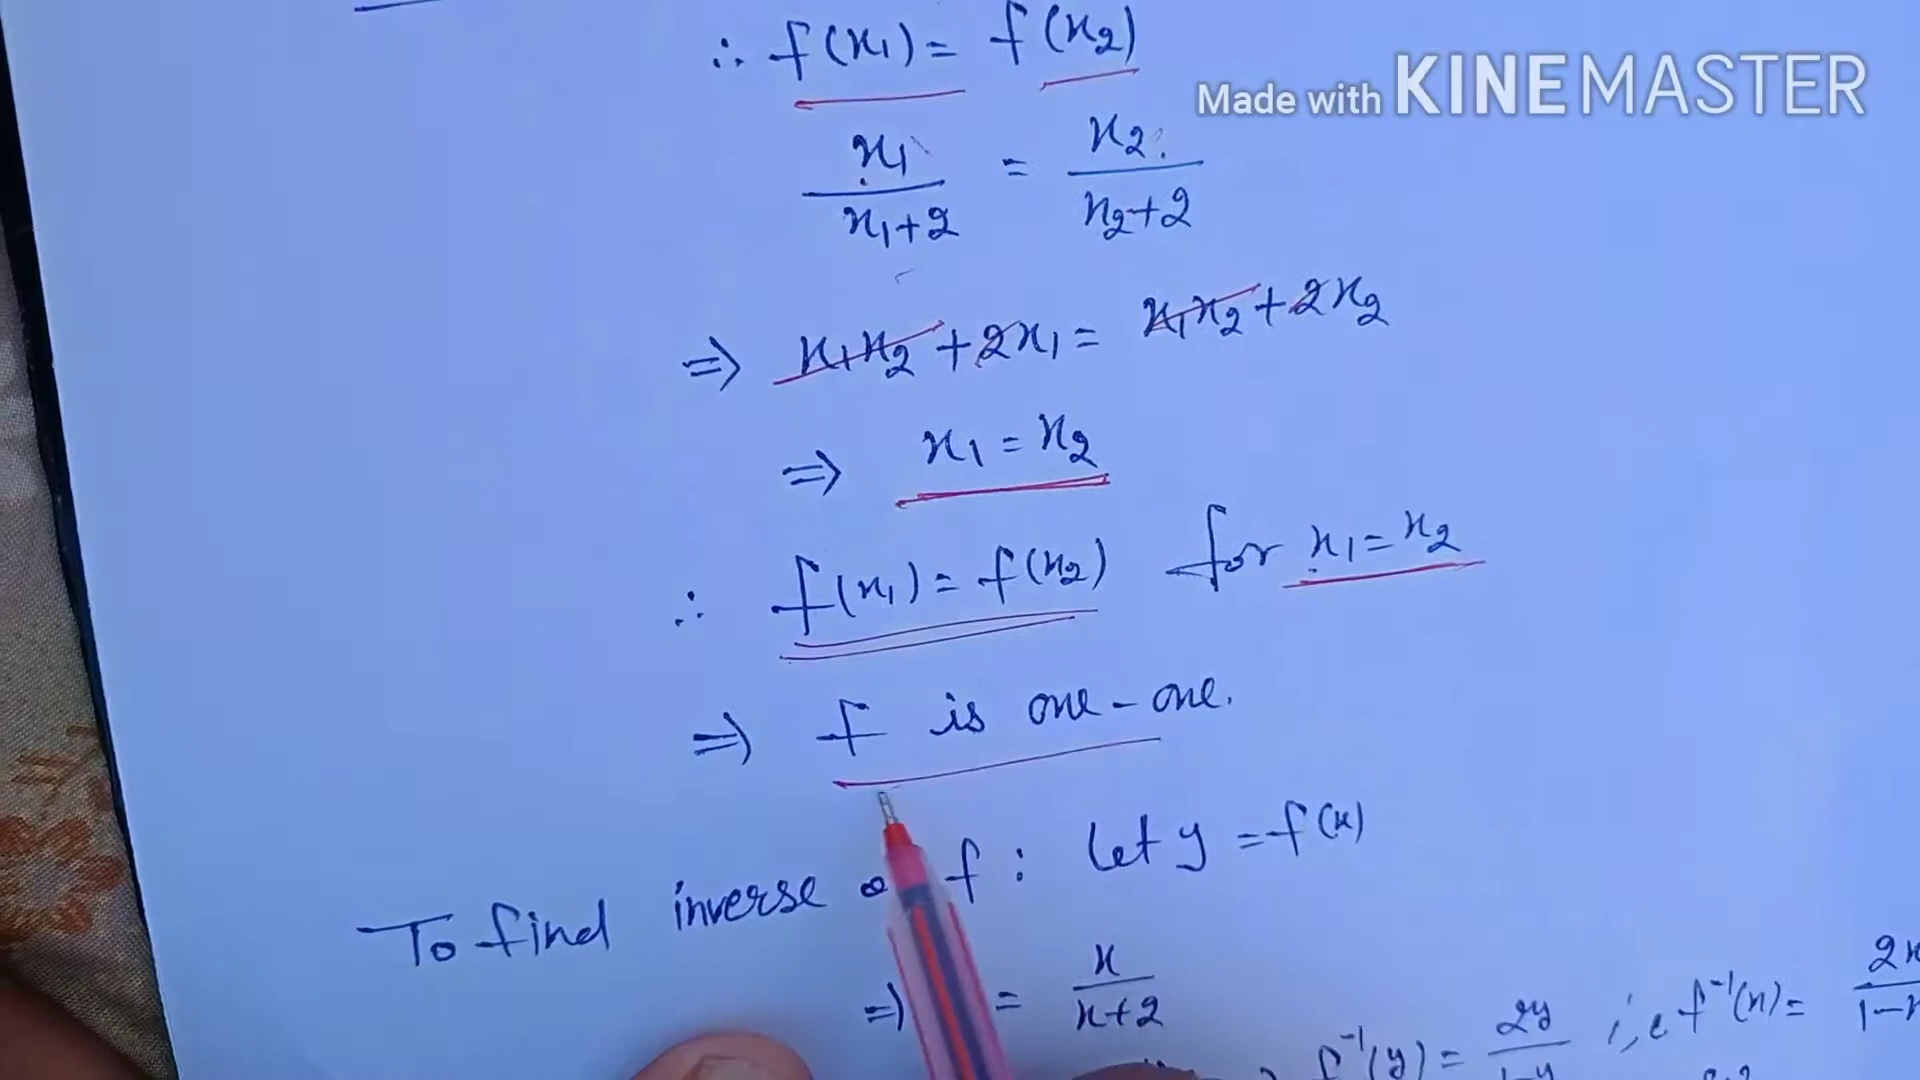 ∴ f(x₁) = f(x₂)
Made with KINEMASTER
x₁/(x₁+2) = x₂/(x₂+2)
⇒ x₁x₂ + 2x₁ = x₁x₂ + 2x₂
⇒ x₁ = x₂
∴ f(x₁) = f(x₂) for x₁ = x₂
⇒ f is one-one.
To find inverse f : let y = f(x)
⇒ = x/(x+2)
f⁻¹(y) = 2y/(1-y) i,e f⁻¹(x) = 2x/(1-x)